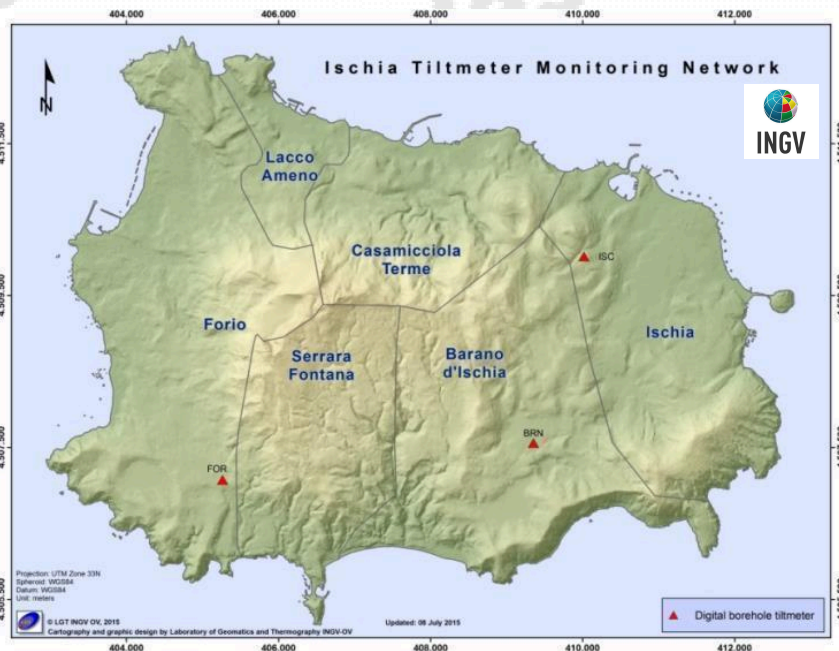 404.000 406.000 408.000 410.000 412.000
Ischia Tiltmeter Monitoring Network
N
INGV
Lacco
Ameno
ISC
Casamicciola
Terme
4.509.500
Forio
Ischia
Serrara
Fontana
Barano
d'Ischia
BRN
FOR
Projection: UTM Zone 33N
Spheroid: WGS84
Datum: WGS84
Unit: meters
© LGT INGV OV, 2015
Updated: 08 July 2015
Cartography and graphic design by Laboratory of Geomatics and Thermography INGV-OV
Digital borehole tiltmeter
404.000 406.000 408.000 410.000 412.000